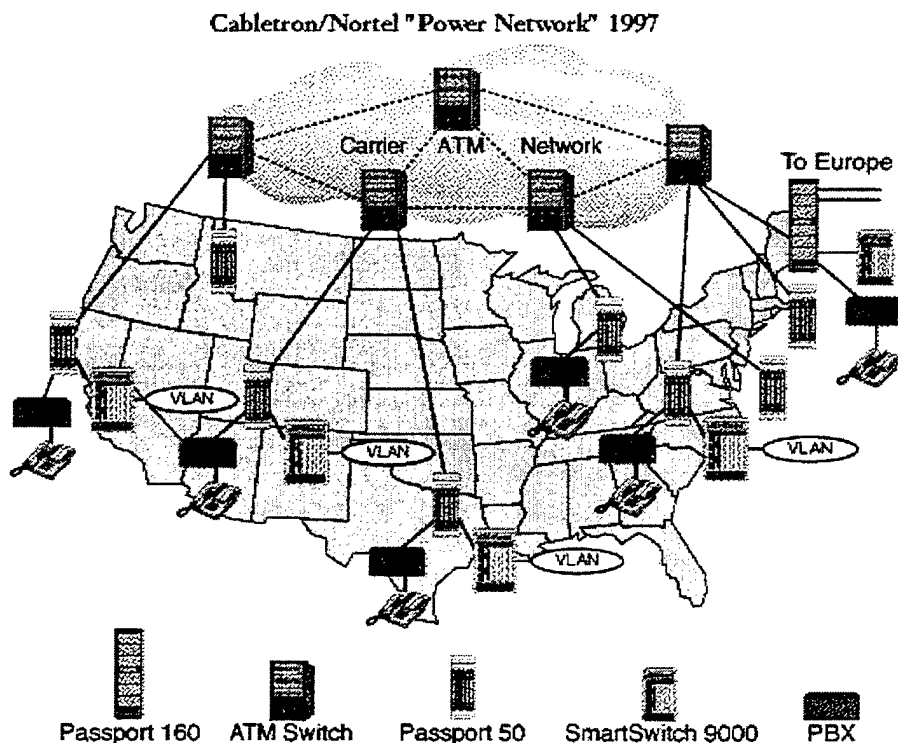 Cabletron/Nortel "Power Network" 1997
Carrier ATM Network
To Europe
VLAN
VLAN
VLAN
VLAN
Passport 160 ATM Switch Passport 50 SmartSwitch 9000 PBX